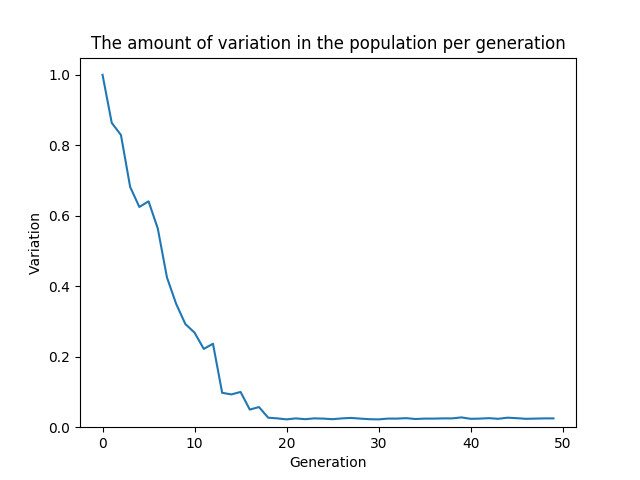 The amount of variation in the population per generation
1.0
0.8
0.6
0.4
0.2
0.0
Variation
0 10 20 30 40 50
Generation